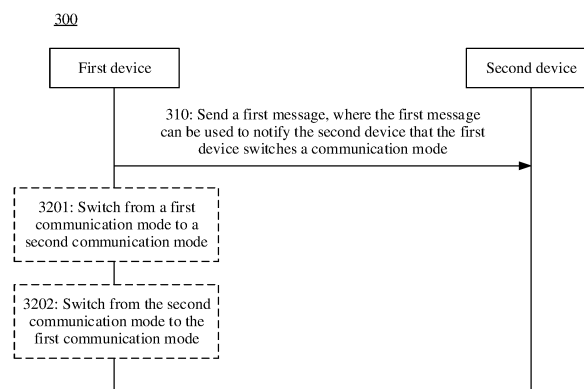 300
First device
Second device
310: Send a first message, where the first message
can be used to notify the second device that the first
device switches a communication mode
3201: Switch from a first
communication mode to a
second communication mode
3202: Switch from the second
communication mode to the
first communication mode